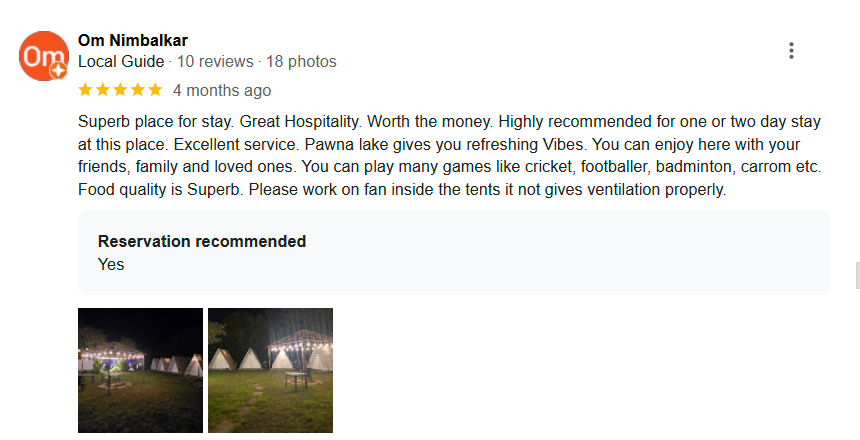 Om
Om Nimbalkar
Local Guide · 10 reviews · 18 photos
4 months ago
Superb place for stay. Great Hospitality. Worth the money. Highly recommended for one or two day stay
at this place. Excellent service. Pawna lake gives you refreshing Vibes. You can enjoy here with your
friends, family and loved ones. You can play many games like cricket, footballer, badminton, carrom etc.
Food quality is Superb. Please work on fan inside the tents it not gives ventilation properly.
Reservation recommended
Yes